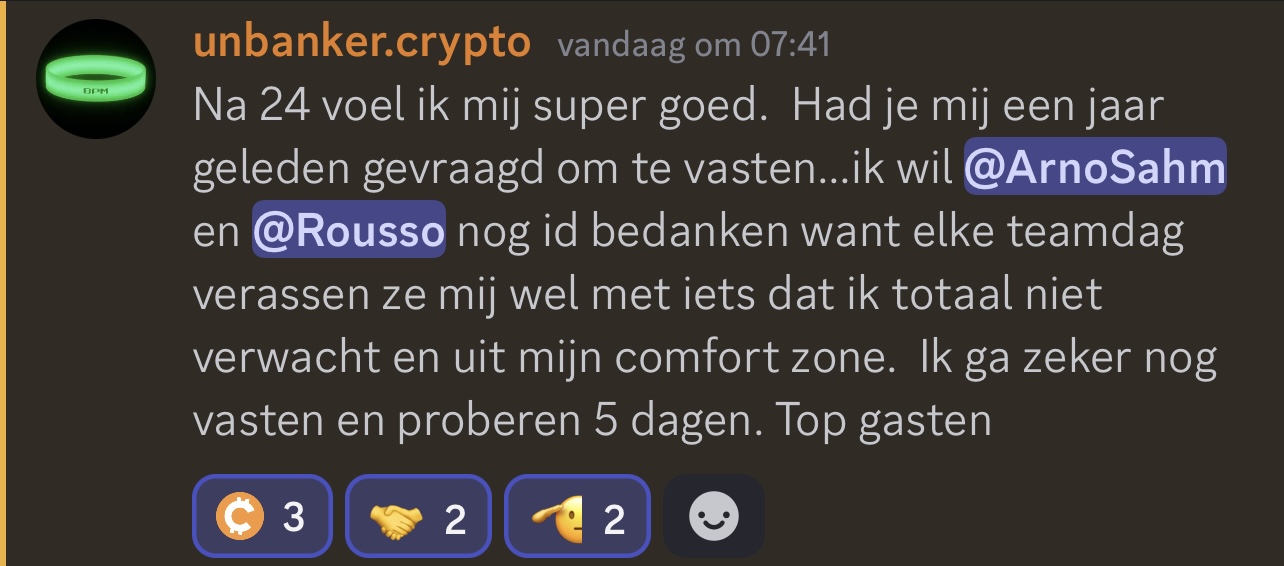 unbanker.crypto vandaag om 07:41
BPM
Na 24 voel ik mij super goed.  Had je mij een jaar
geleden gevraagd om te vasten...ik wil @ArnoSahm
en @Rousso nog id bedanken want elke teamdag
verassen ze mij wel met iets dat ik totaal niet
verwacht en uit mijn comfort zone.  Ik ga zeker nog
vasten en proberen 5 dagen. Top gasten
3 2 2